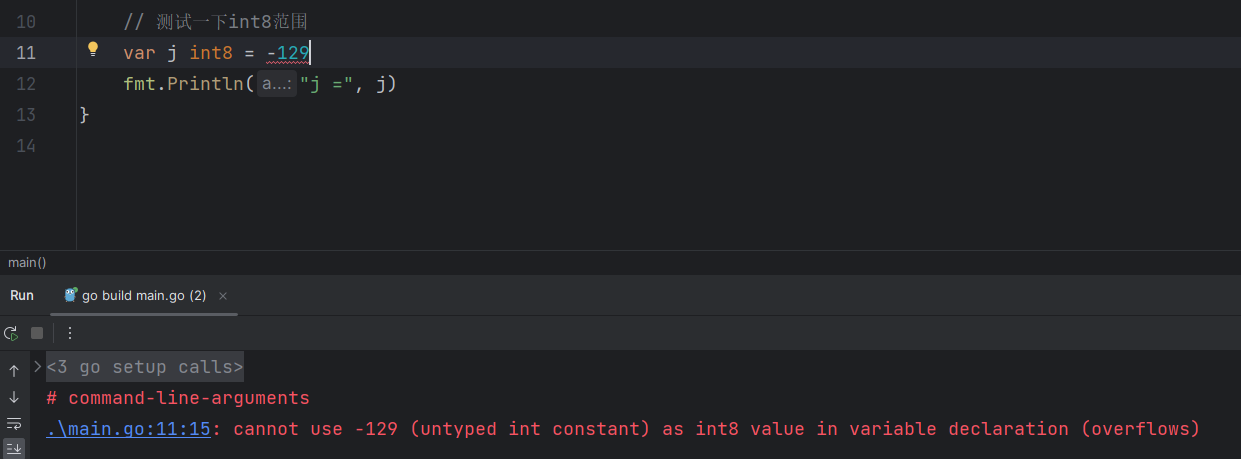 10 // 测试一下int8范围
11 var j int8 = -129
12 fmt.Println(a...:"j =", j)
13 }
14
main()
Run go build main.go (2) ×
<3 go setup calls>
# command-line-arguments
.\main.go:11:15: cannot use -129 (untyped int constant) as int8 value in variable declaration (overflows)